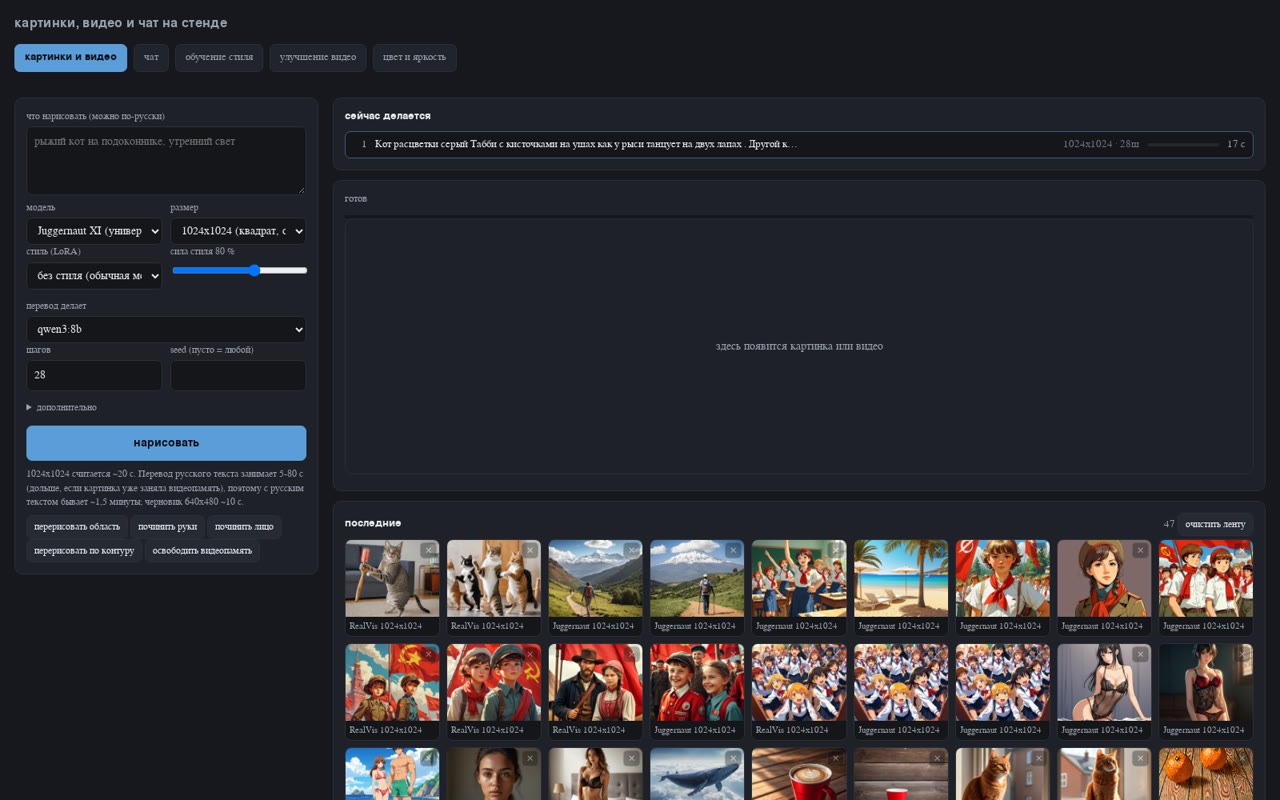 картинки, видео и чат на стенде
картинки и видео
чат
обучение стиля
улучшение видео
цвет и яркость
что нарисовать (можно по-русски)
рыжий кот на подоконнике, утренний свет
модель
размер
Juggernaut XI (универ
1024x1024 (квадрат, с
стиль (LoRA)
сила стиля 80 %
без стиля (обычная мо
перевод делает
qwen3:8b
шагов
seed (пусто = любой)
28
дополнительно
нарисовать
1024x1024 считается ~20 с. Перевод русского текста занимает 5-80 с
(дольше, если картинка уже заняла видеопамять), поэтому с русским
текстом бывает ~1,5 минуты; черновик 640x480 ~10 с.
перерисовать область
починить руки
починить лицо
перерисовать по контуру
освободить видеопамять
сейчас делается
1 Кот расцветки серый Табби с кисточками на ушах как у рыси танцует на двух лапах . Другой к… 1024x1024 · 28ш 17 с
готов
здесь появится картинка или видео
последние
47 очистить ленту
RealVis 1024x1024
RealVis 1024x1024
Juggernaut 1024x1024
Juggernaut 1024x1024
Juggernaut 1024x1024
Juggernaut 1024x1024
Juggernaut 1024x1024
Juggernaut 1024x1024
Juggernaut 1024x1024
RealVis 1024x1024
RealVis 1024x1024
RealVis 1024x1024
Juggernaut 1024x1024
RealVis 1024x1024
Juggernaut 1024x1024
Juggernaut 1024x1024
Juggernaut 1024x1024
Juggernaut 1024x1024